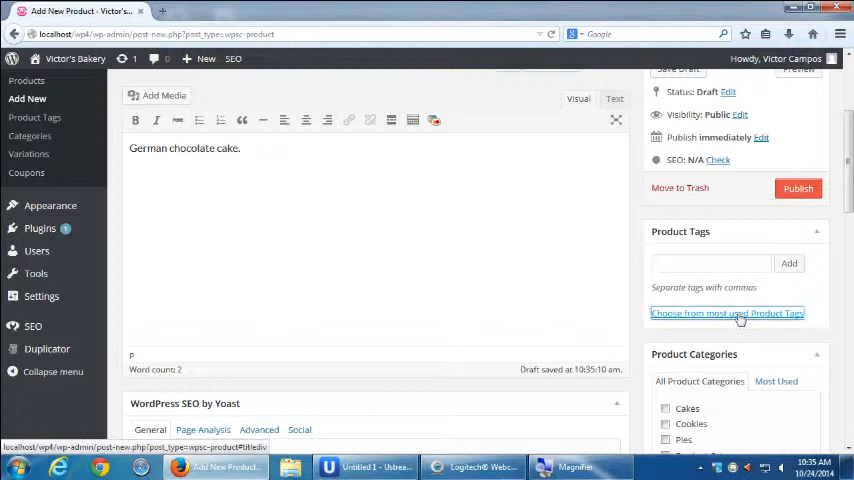 Add New Product - Victor's...
localhost/wp4/wp-admin/post-new.php?post_type=wpsc-product
Google
Victor's Bakery
1
0
New
SEO
Howdy, Victor Campos
Products
Add New
Product Tags
Categories
Variations
Coupons
Appearance
Plugins 1
Users
Tools
Settings
SEO
Duplicator
Collapse menu
Add Media
Visual
Text
B I ABC
German chocolate cake.
P
Word count: 2
Draft saved at 10:35:10 am.
WordPress SEO by Yoast
General
Page Analysis
Advanced
Social
Save Draft
Preview
Status: Draft Edit
Visibility: Public Edit
Publish immediately Edit
SEO: N/A Check
Move to Trash
Publish
Product Tags
Add
Separate tags with commas
Choose from most used Product Tags
Product Categories
All Product Categories
Most Used
Cakes
Cookies
Pies
localhost/wp4/wp-admin/post-new.php?post_type=wpsc-product#titlediv
Add New Product...
Untitled 1 - Ustrea...
Logitech® Webc...
Magnifier
10:35 AM
10/24/2014